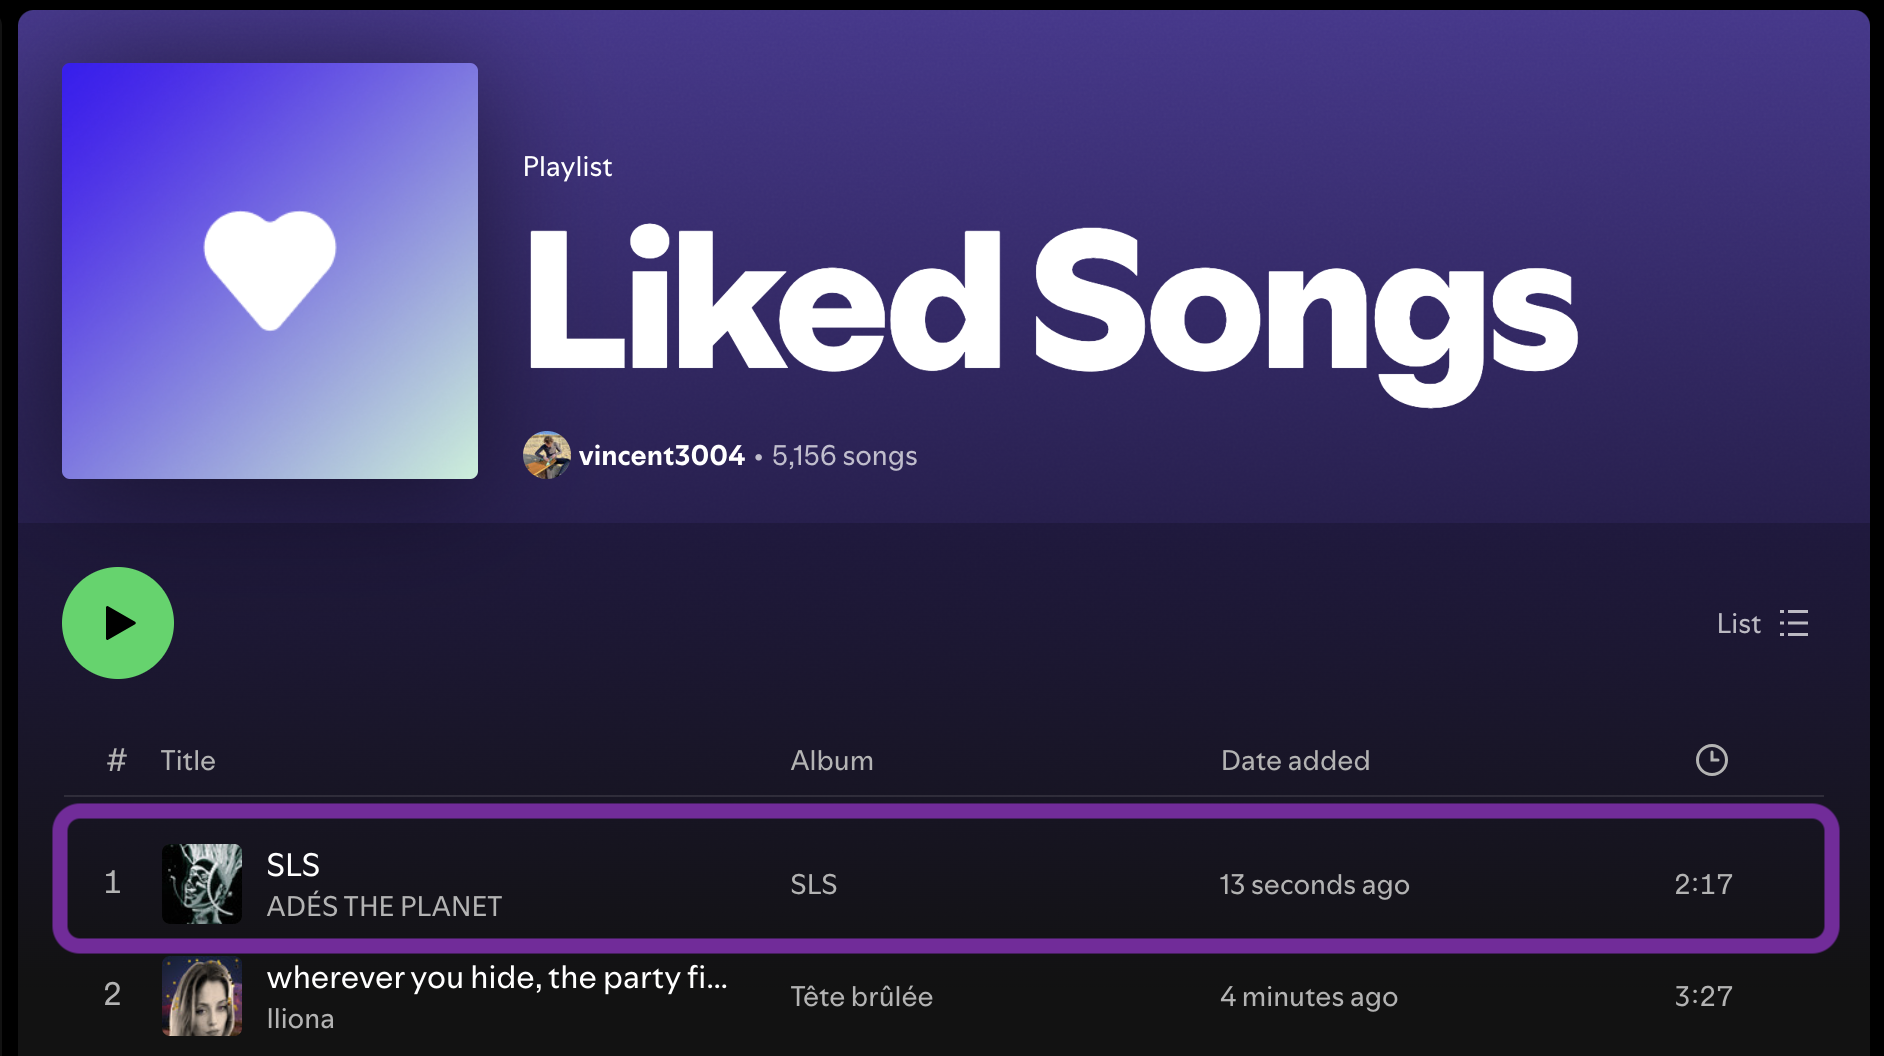 Playlist
Liked Songs
vincent3004 • 5,156 songs
List
# Title Album Date added
1 SLS SLS 13 seconds ago 2:17
ADÉS THE PLANET
2 wherever you hide, the party fi... Tête brûlée 4 minutes ago 3:27
Iliona